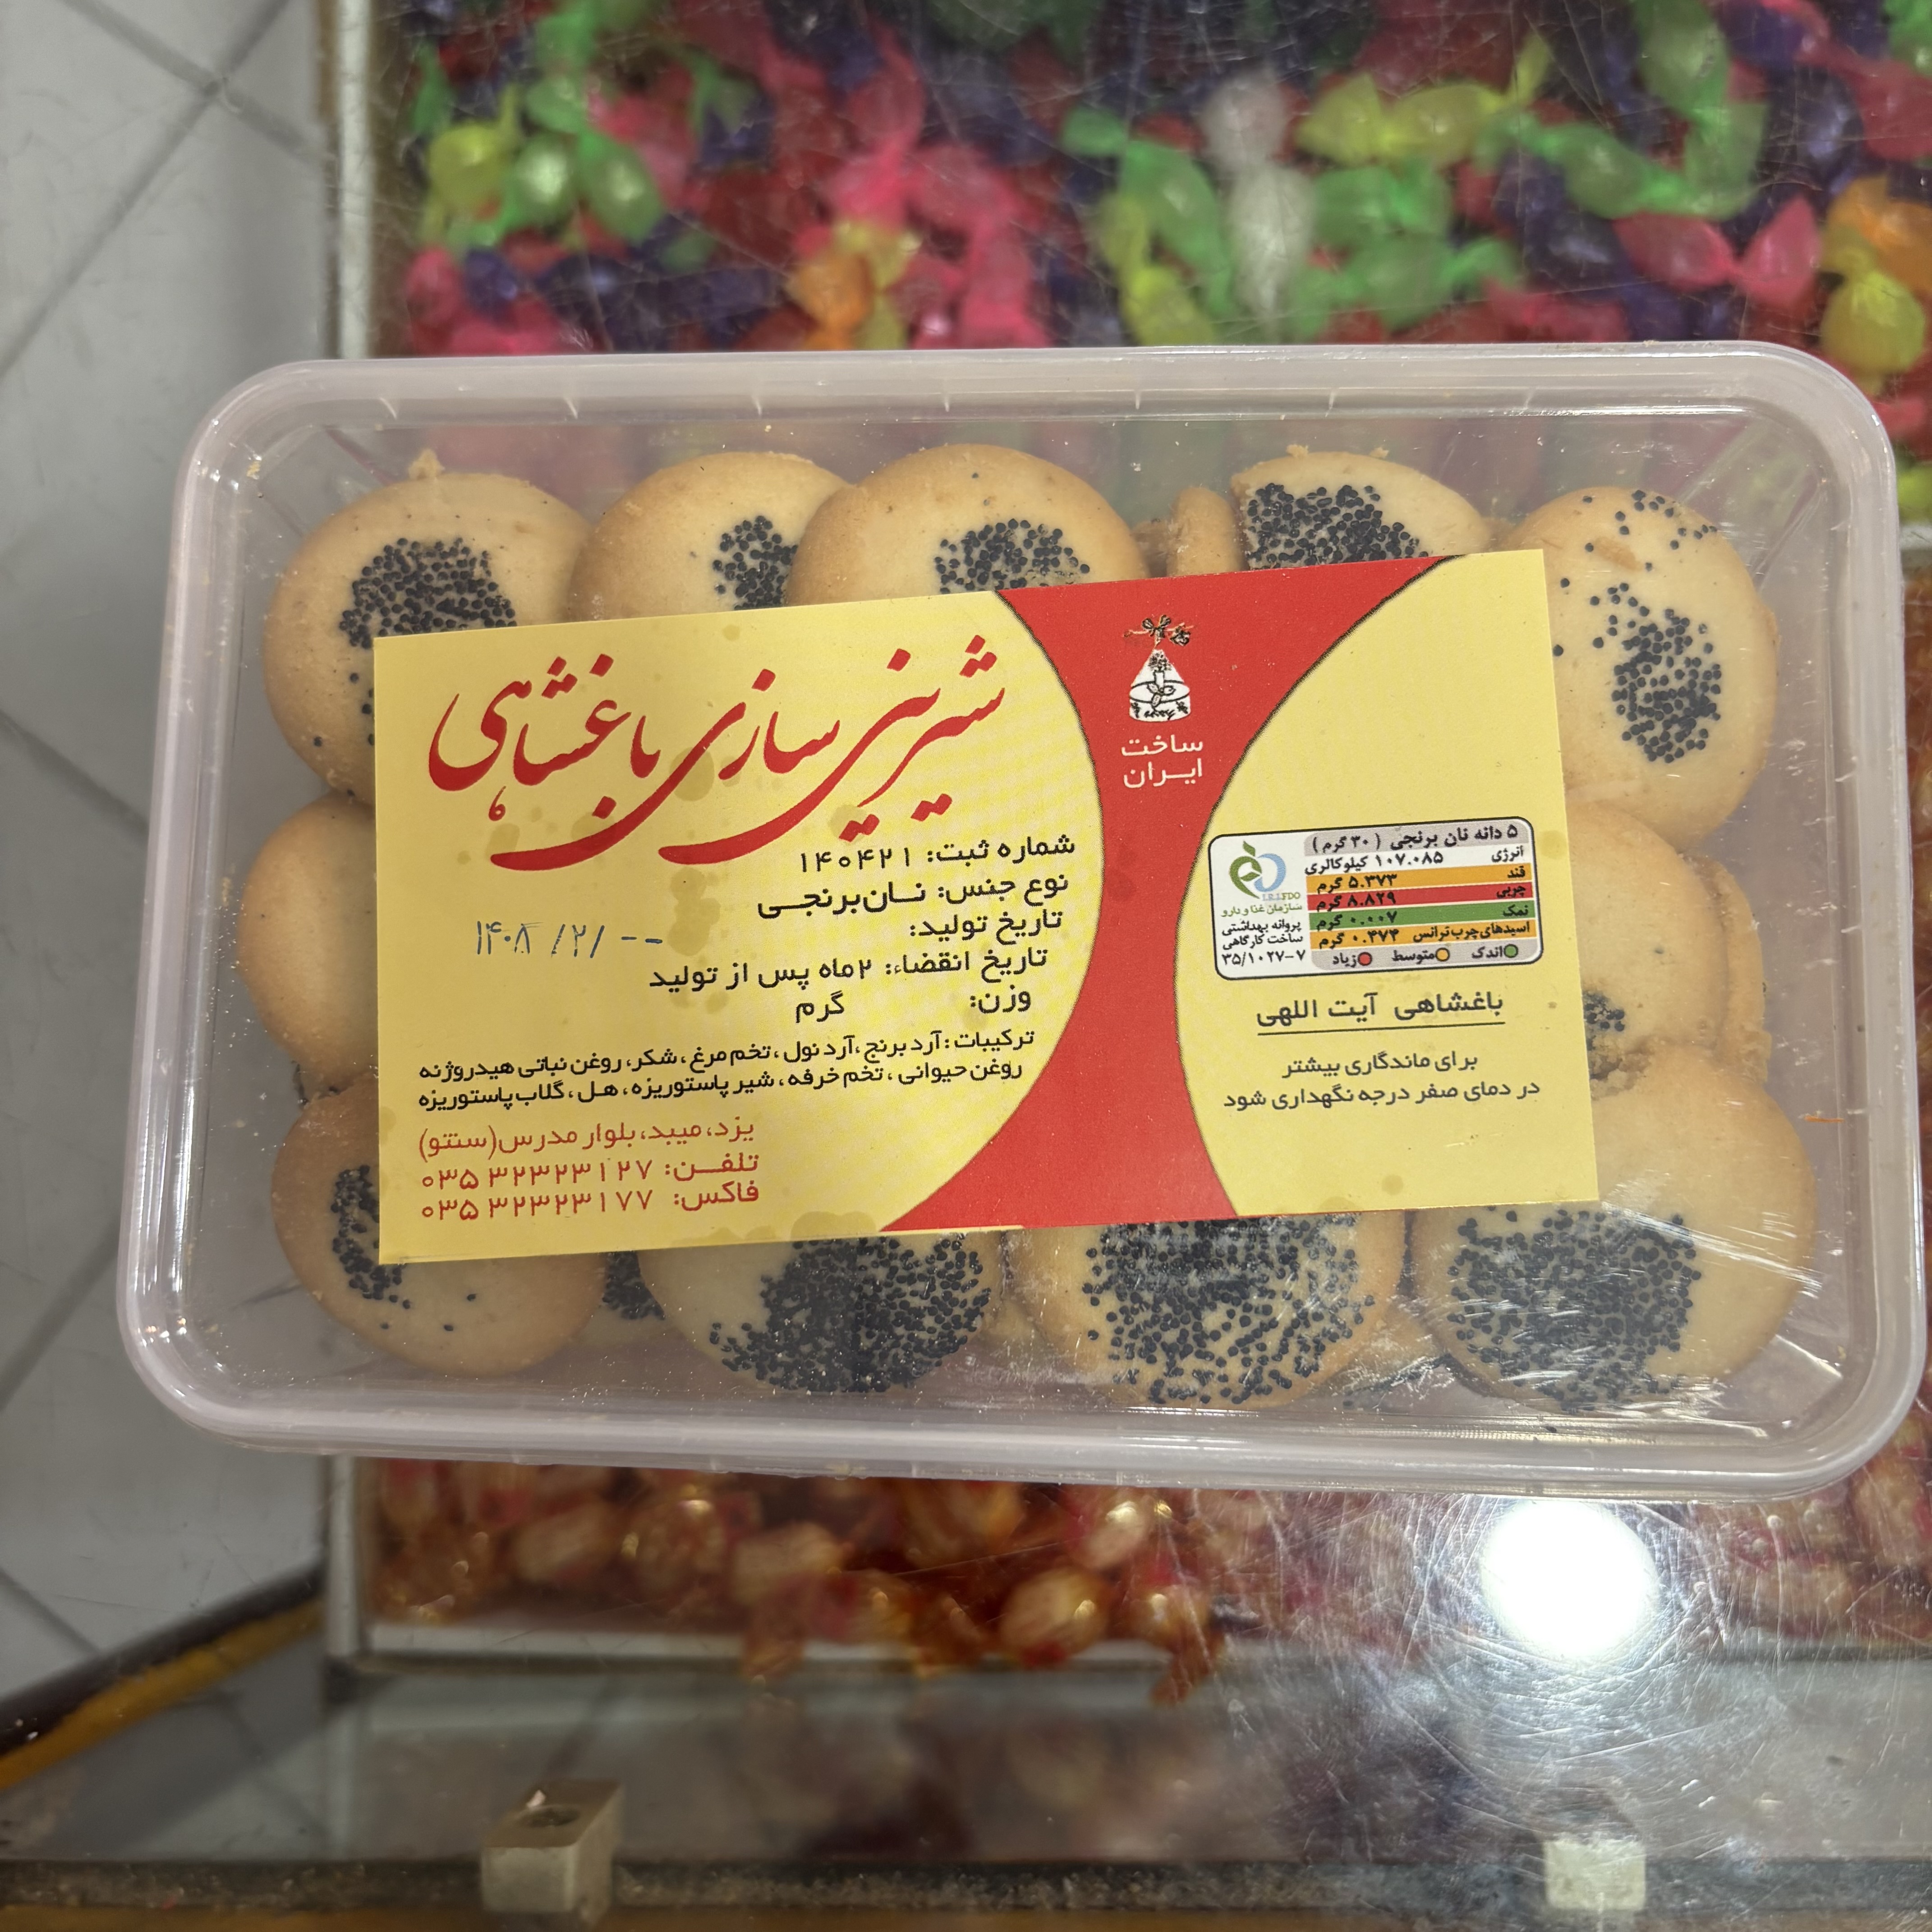 شیرینی سازی باغشاهی
شماره ثبت: ۱۴۰۴۲۱
نوع جنس: نان برنجی
تاریخ تولید:
--/۲/
تاریخ انقضاء: ۲ماه پس از تولید
وزن: گرم
ترکیبات: آرد برنج، آرد نول، تخم مرغ، شکر، روغن نباتی هیدروژنه
روغن حیوانی، تخم خرفه، شیر پاستوریزه، هل، گلاب پاستوریزه
یزد، میبد، بلوار مدرس(سنتو)
تلفن: ۰۳۵ ۳۲۳۲۳۱۲۷
فاکس: ۰۳۵ ۳۲۳۲۳۱۷۷
ساخت
ایران
۵ دانه نان برنجی (۳۰ گرم)
انرژی ۱۰۷.۰۸۵ کیلوکالری
قند ۵.۳۷۳ گرم
چربی ۸.۸۲۹ گرم
نمک ۰.۰۰۷ گرم
اسیدهای چرب ترانس ۰.۳۷۳ گرم
اندک متوسط زیاد
I.R.I.FDO
سازمان غذا و دارو
پروانه بهداشتی
ساخت کارگاهی
۳۵/۱۰۲۷-۷
باغشاهی آیت اللهی
برای ماندگاری بیشتر
در دمای صفر درجه نگهداری شود